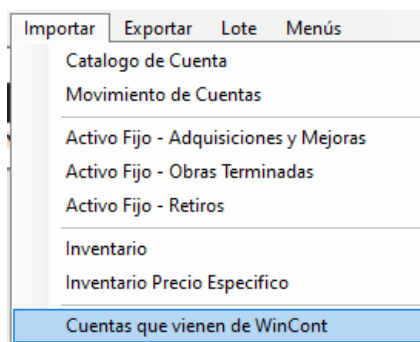 Importar Exportar Lote Menús
Catalogo de Cuenta
Movimiento de Cuentas
Activo Fijo - Adquisiciones y Mejoras
Activo Fijo - Obras Terminadas
Activo Fijo - Retiros
Inventario
Inventario Precio Especifico
Cuentas que vienen de WinCont